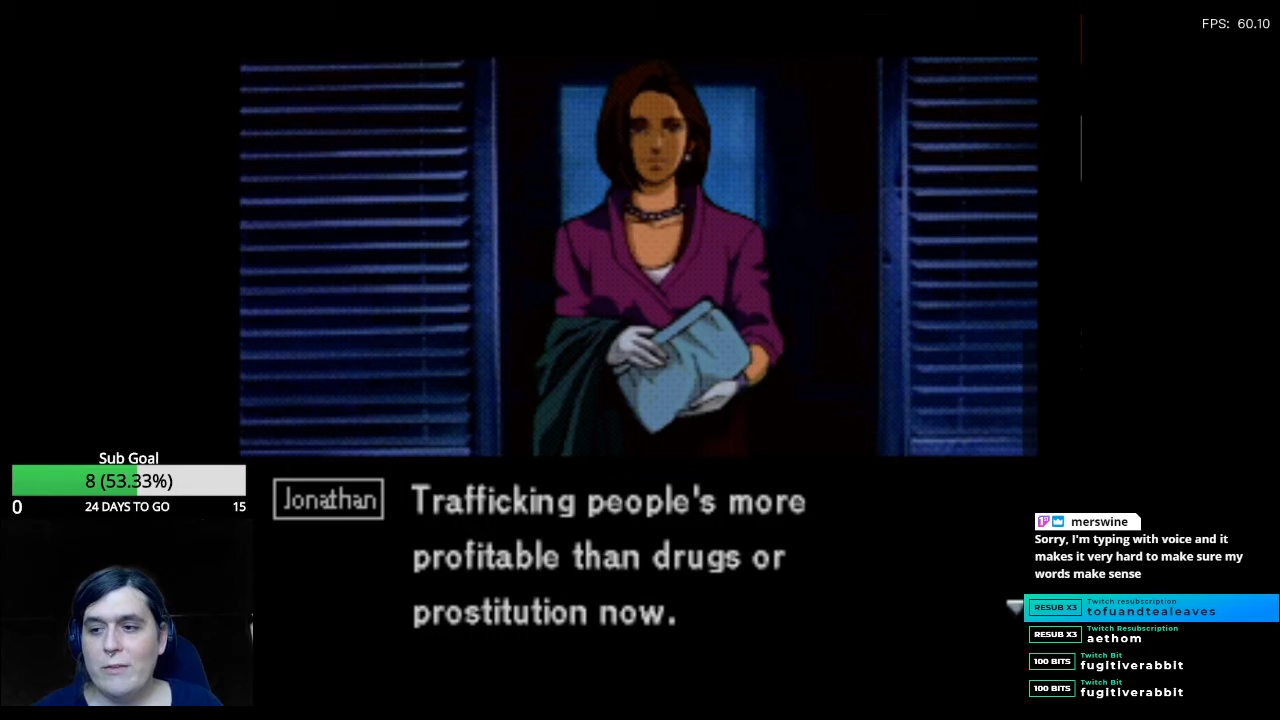 FPS: 60.10
Jonathan
Trafficking people's more
profitable than drugs or
prostitution now.
Sub Goal
8 (53.33%)
0
24 DAYS TO GO
15
merswine
Sorry, I'm typing with voice and it
makes it very hard to make sure my
words make sense
RESUB X3
Twitch resubscription
tofuandtealeaves
RESUB X3
Twitch Resubscription
aethom
100 BITS
Twitch Bit
fugitiverabbit
100 BITS
Twitch Bit
fugitiverabbit